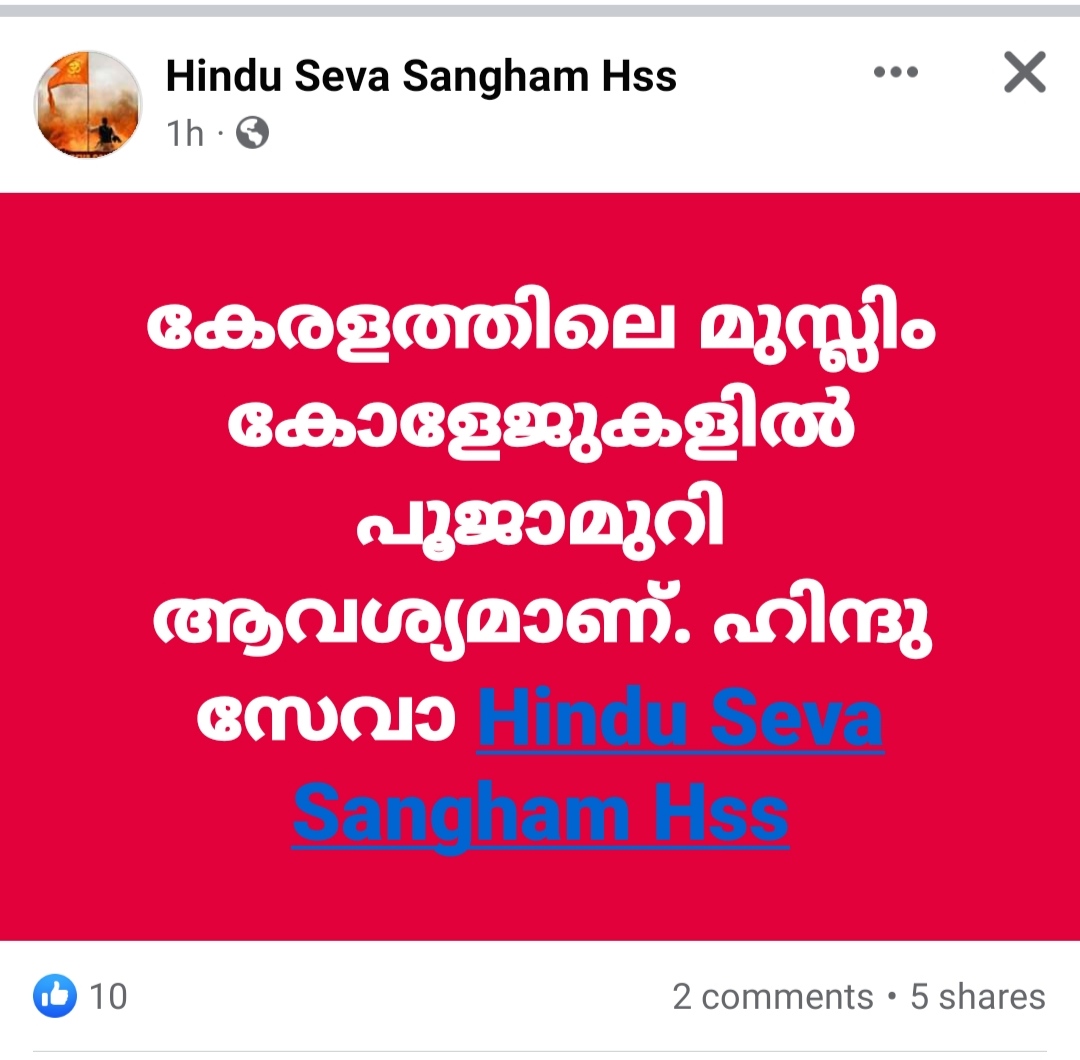 Hindu Seva Sangham Hss
1h ·
കേരളത്തിലെ മുസ്ലിം
കോളേജുകളിൽ
പൂജാമുറി
ആവശ്യമാണ്. ഹിന്ദു
സേവാ Hindu Seva
Sangham Hss
10
2 comments • 5 shares